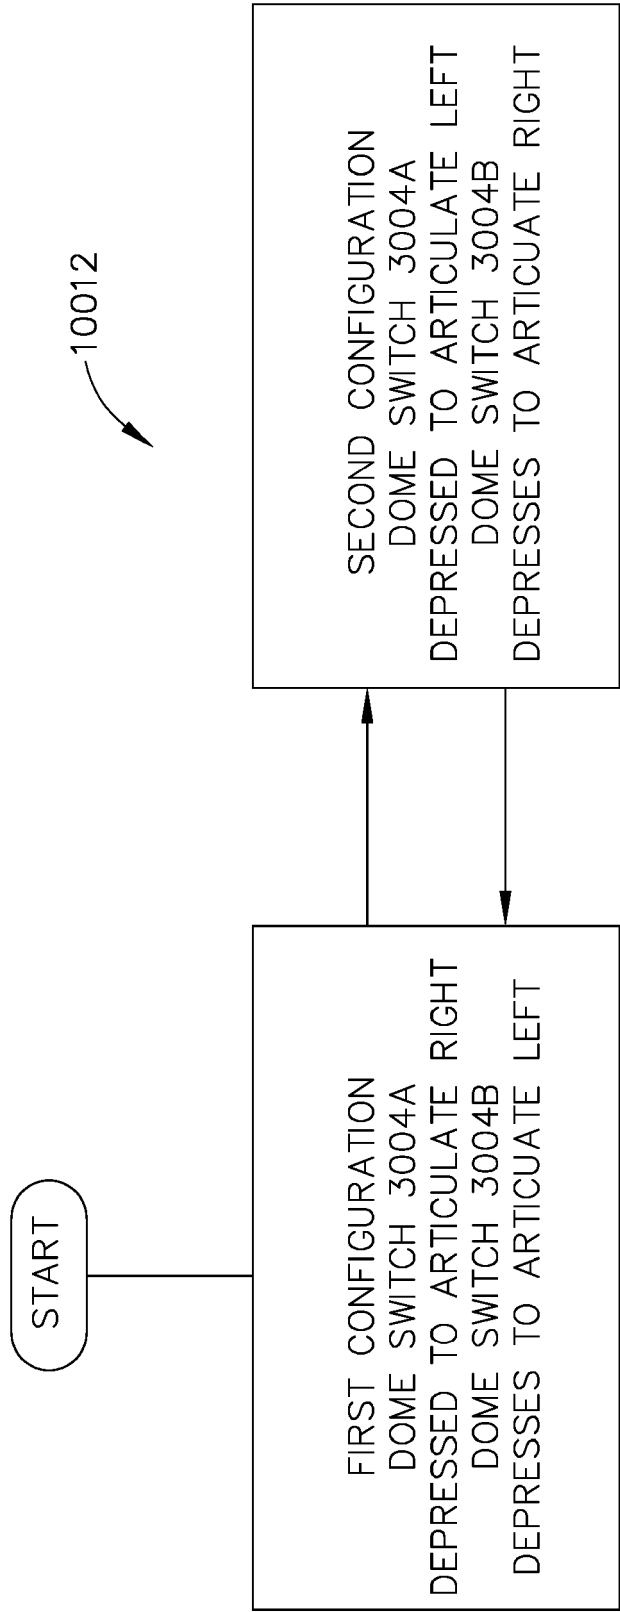 10012
START
FIRST CONFIGURATION
DOME SWITCH 3004A
DEPRESSED TO ARTICULATE RIGHT
DOME SWITCH 3004B
DEPRESSES TO ARTICUATE LEFT
SECOND CONFIGURATION
DOME SWITCH 3004A
DEPRESSED TO ARTICULATE LEFT
DOME SWITCH 3004B
DEPRESSES TO ARTICUATE RIGHT